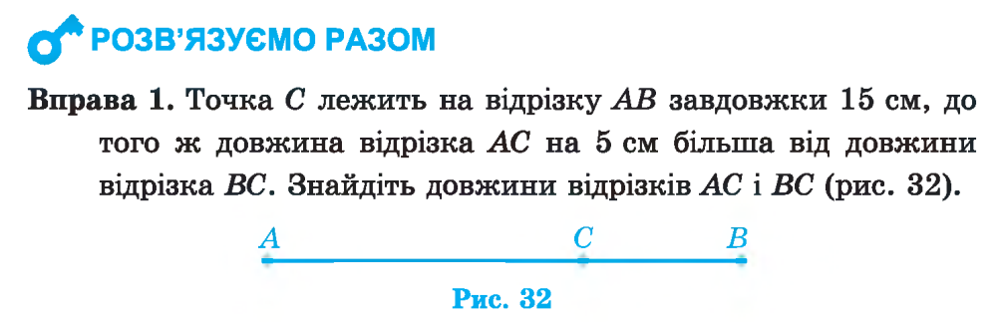 РОЗВ’ЯЗУЄМО РАЗОМ
Вправа 1. Точка C лежить на відрізку AB завдовжки 15 см, до
того ж довжина відрізка AC на 5 см більша від довжини
відрізка BC. Знайдіть довжини відрізків AC і BC (рис. 32).
A C B
Рис. 32